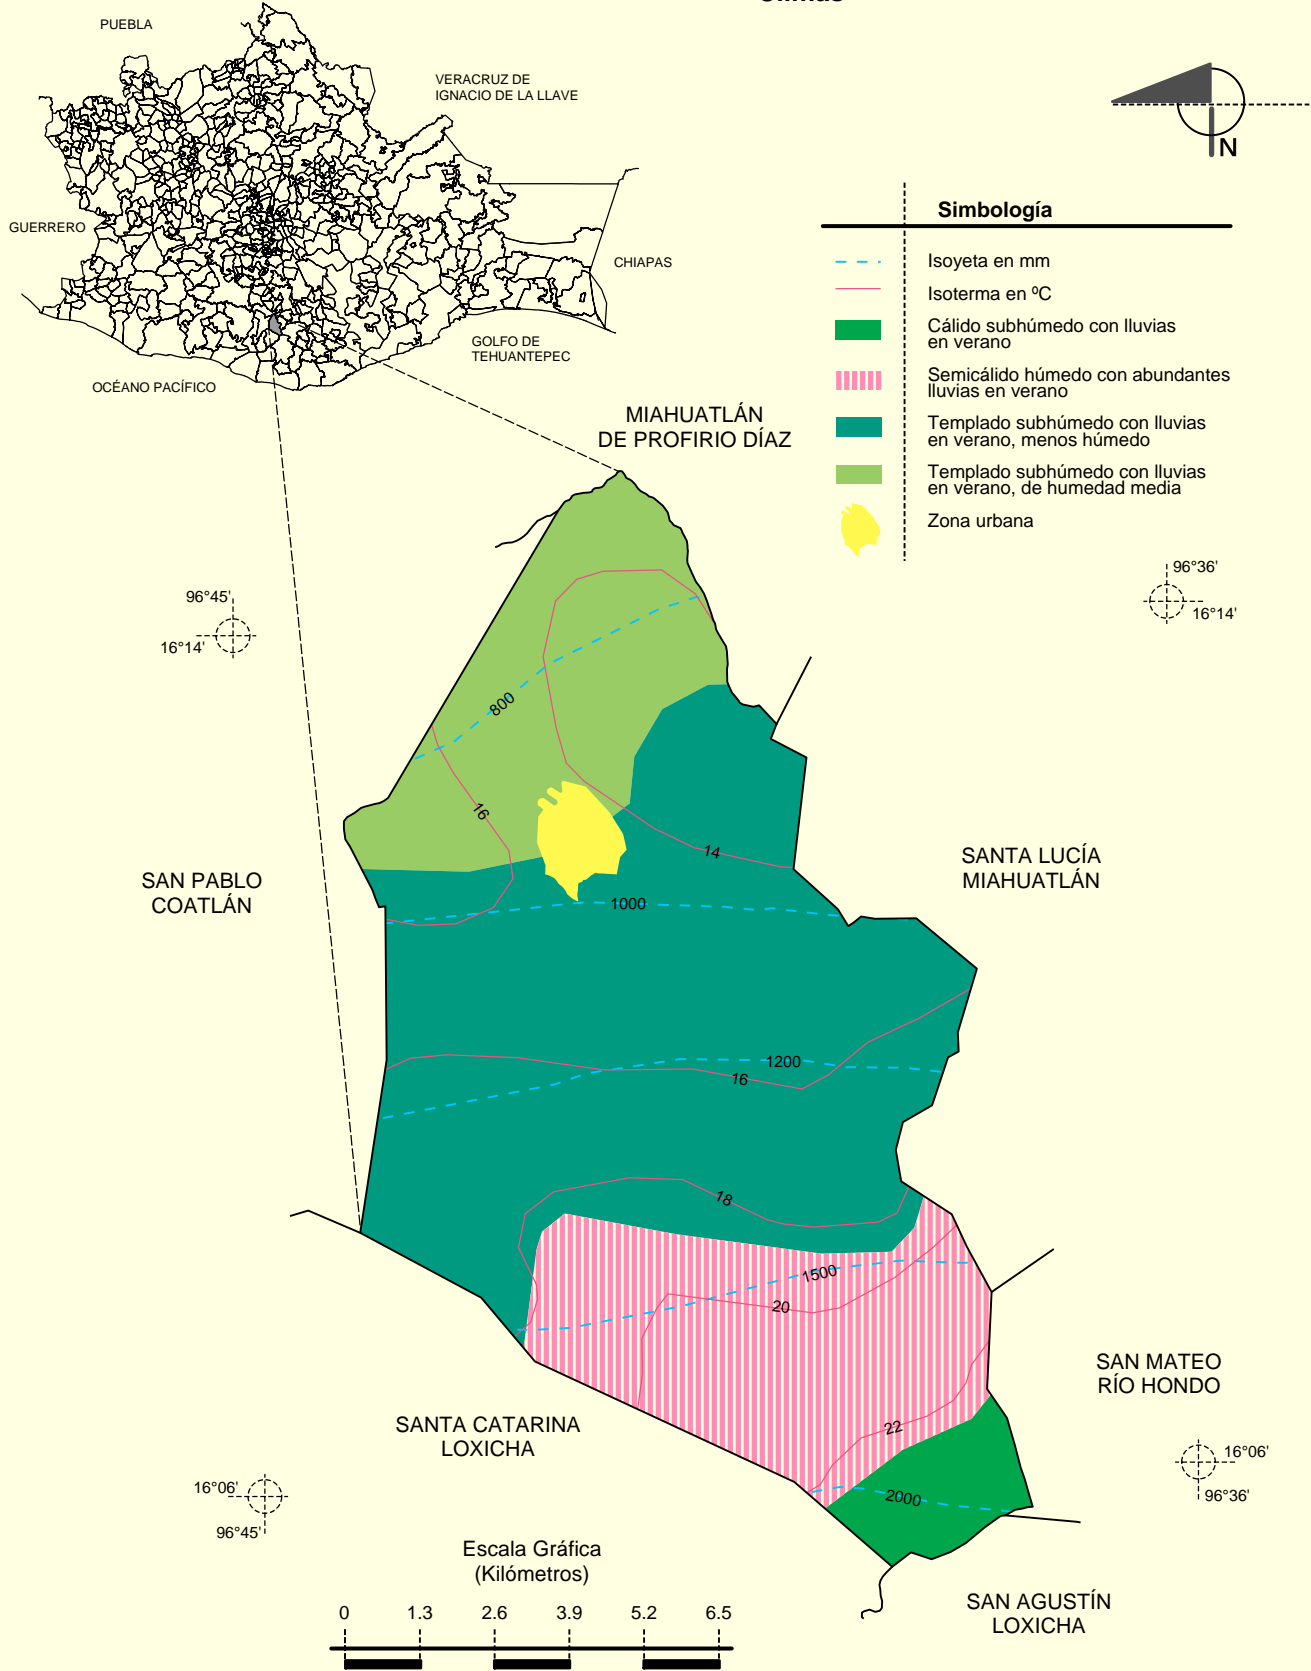 PUEBLA
VERACRUZ DE
IGNACIO DE LA LLAVE
GUERRERO
CHIAPAS
GOLFO DE
TEHUANTEPEC
OCÉANO PACÍFICO
N
Simbología
Isoyeta en mm
Isoterma en ºC
Cálido subhúmedo con lluvias
en verano
Semicálido húmedo con abundantes
lluvias en verano
Templado subhúmedo con lluvias
en verano, menos húmedo
Templado subhúmedo con lluvias
en verano, de humedad media
Zona urbana
MIAHUATLÁN
DE PROFIRIO DÍAZ
96°45'
16°14'
96°36'
16°14'
800
16
14
SAN PABLO
COATLÁN
SANTA LUCÍA
MIAHUATLÁN
1000
1200
16
18
1500
20
SAN MATEO
RÍO HONDO
SANTA CATARINA
LOXICHA
22
2000
16°06'
96°45'
16°06'
96°36'
Escala Gráfica
(Kilómetros)
0 1.3 2.6 3.9 5.2 6.5
SAN AGUSTÍN
LOXICHA